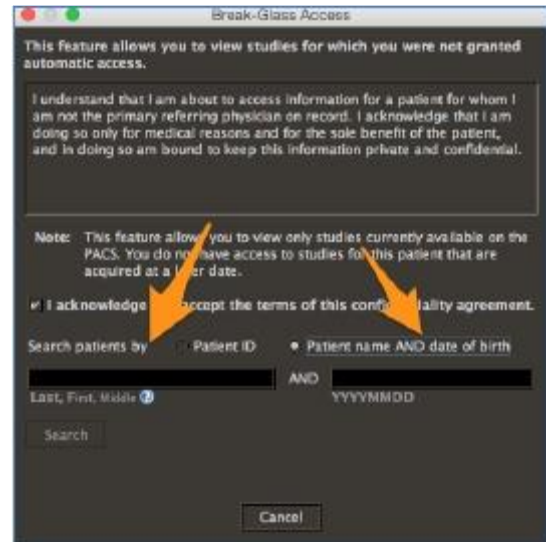 Break-Glass Access
This feature allows you to view studies for which you were not granted
automatic access.
I understand that I am about to access information for a patient for whom I
am not the primary referring physician on record. I acknowledge that I am
doing so only for medical reasons and for the sole benefit of the patient,
and in doing so am bound to keep this information private and confidential.
Note: This feature allows you to view only studies currently available on the
PACS. You do not have access to studies for this patient that are
acquired at a later date.
I acknowledge accept the terms of this confidentiality agreement.
Search patients by Patient ID Patient name AND date of birth
AND
Last, First, Middle ?
YYYYMMDD
Search
Cancel